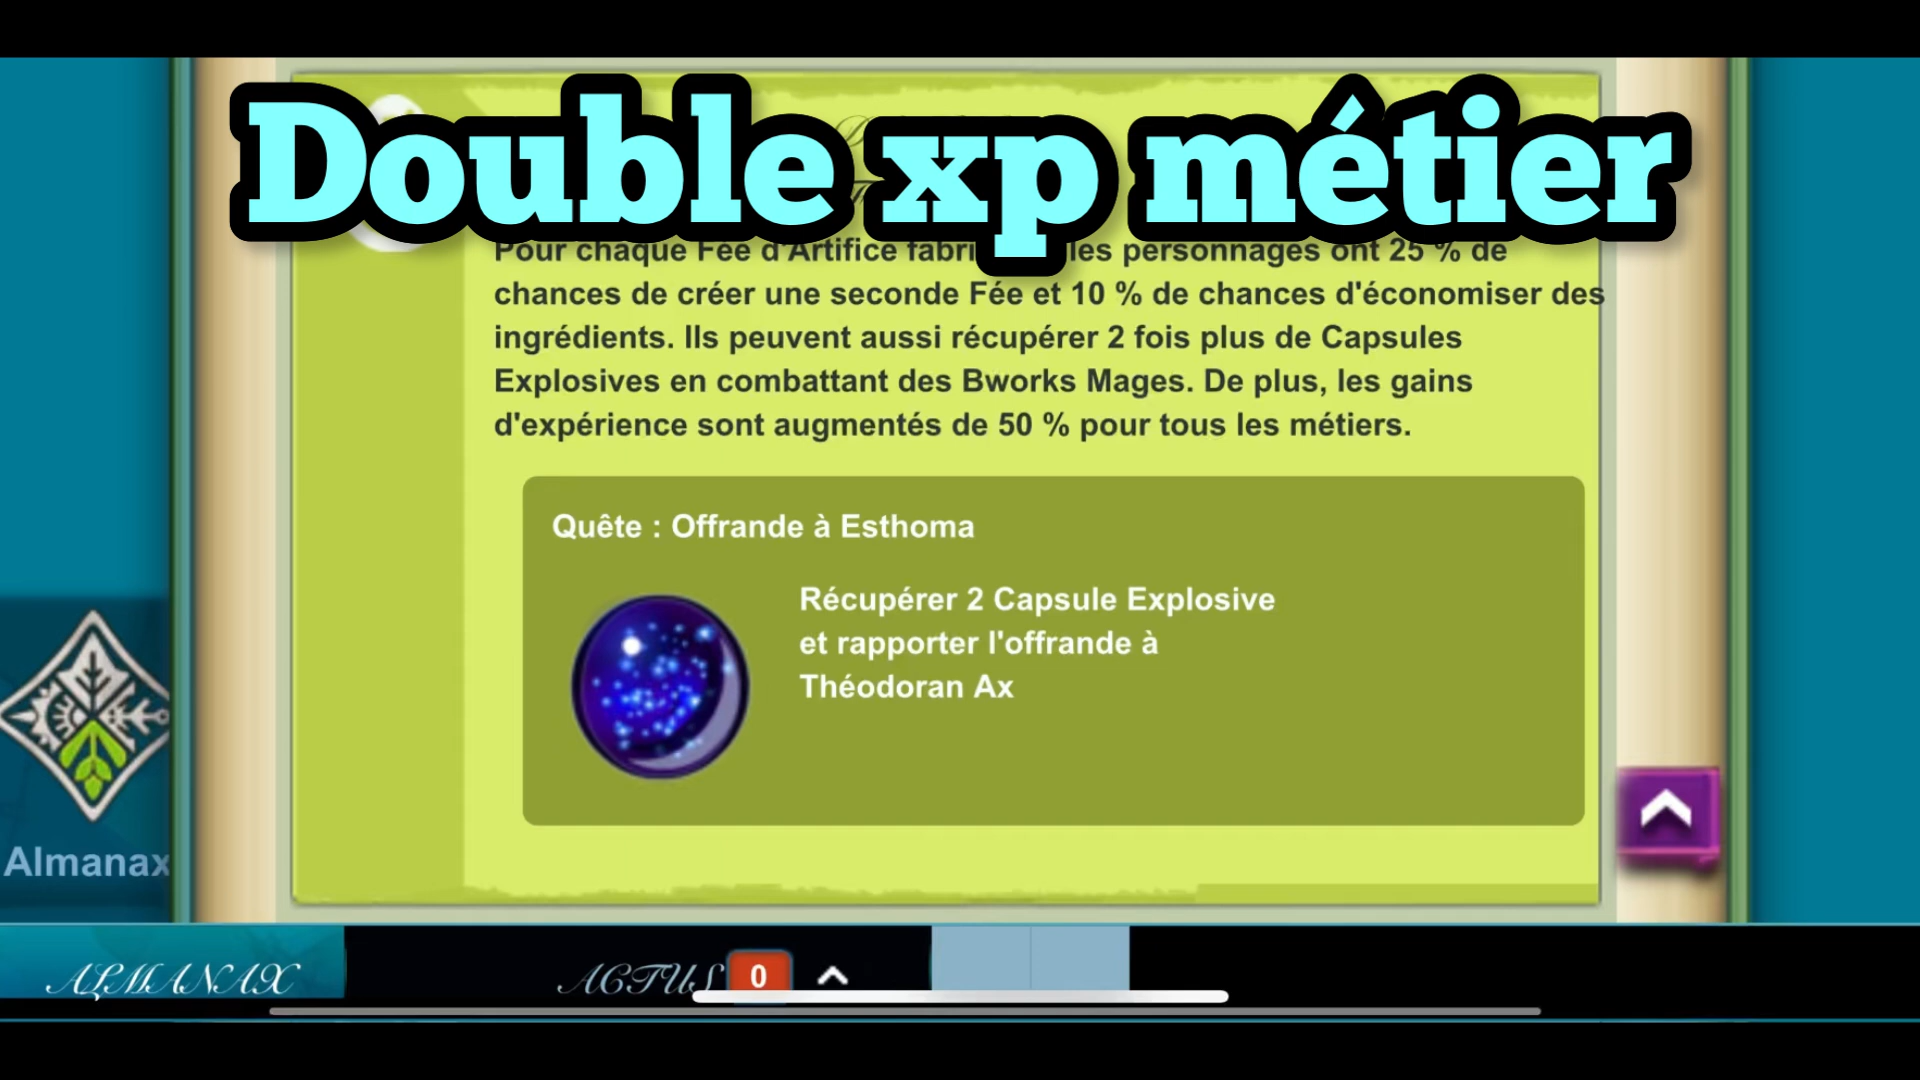 Double xp métier
Pour chaque Fée d'Artifice les personnages ont 25 % de
chances de créer une seconde Fée et 10 % de chances d'économiser des
ingrédients. Ils peuvent aussi récupérer 2 fois plus de Capsules
Explosives en combattant des Bworks Mages. De plus, les gains
d'expérience sont augmentés de 50 % pour tous les métiers.
Quête : Offrande à Esthoma
Récupérer 2 Capsule Explosive
et rapporter l'offrande à
Théodoran Ax
Almanax
ALMANAX
ACTUS 0